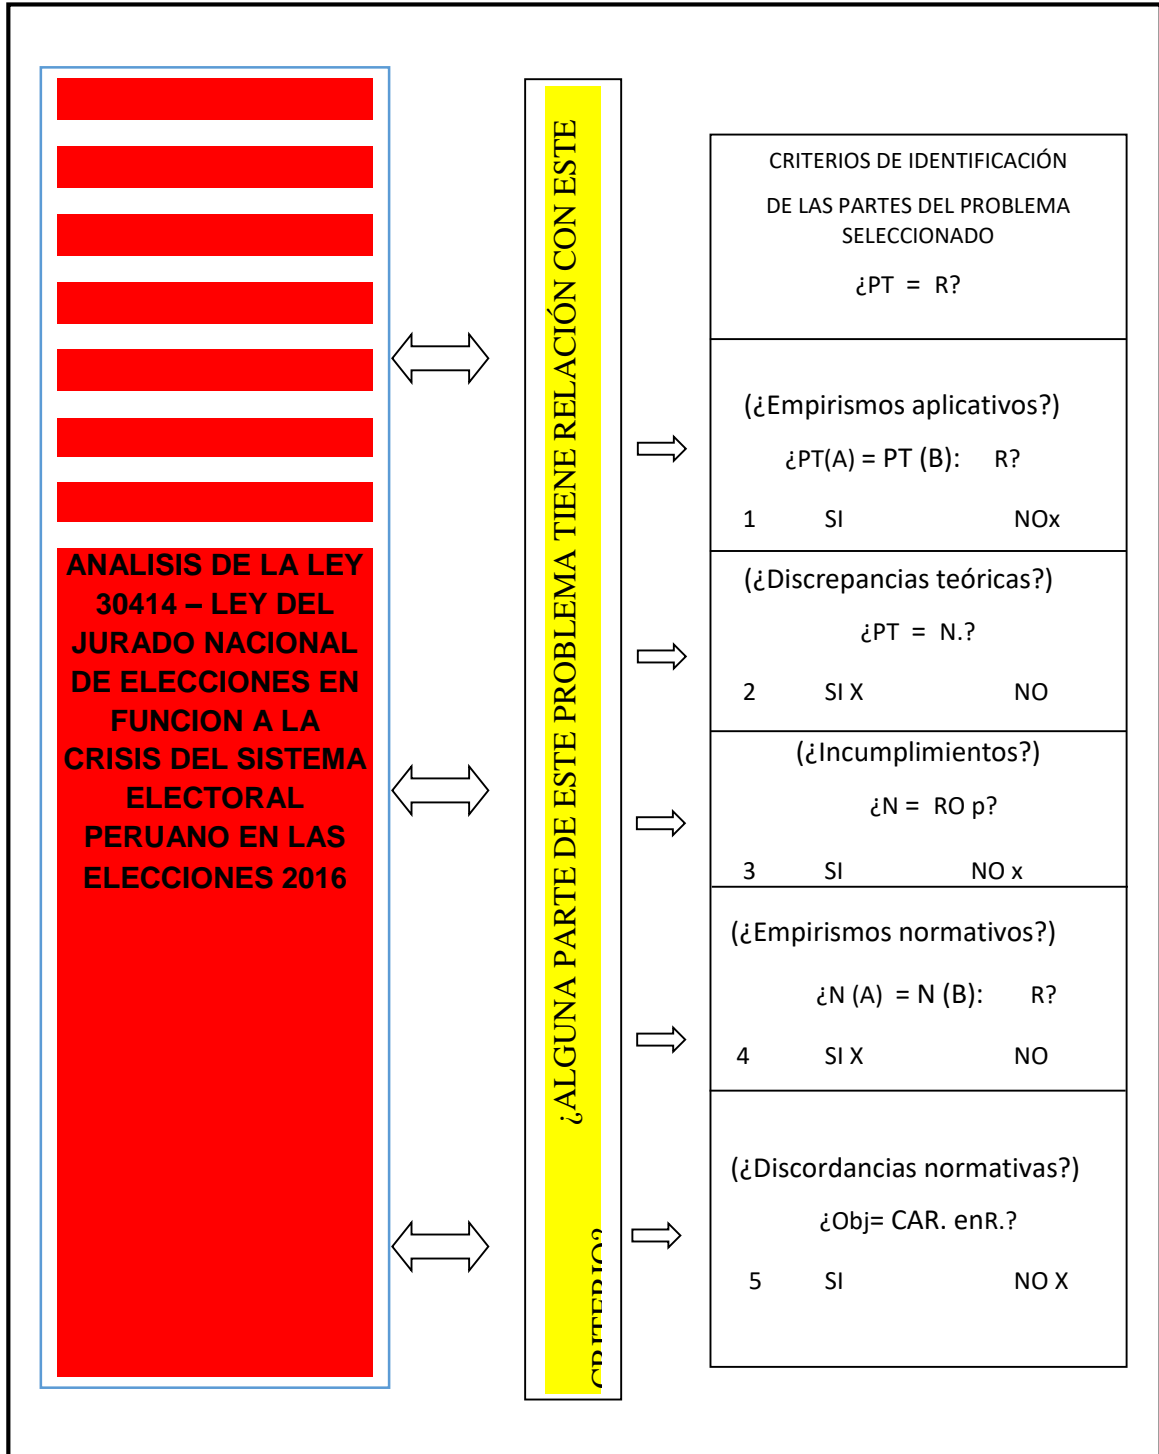 ANALISIS DE LA LEY
30414 – LEY DEL
JURADO NACIONAL
DE ELECCIONES EN
FUNCION A LA
CRISIS DEL SISTEMA
ELECTORAL
PERUANO EN LAS
ELECCIONES 2016
¿ALGUNA PARTE DE ESTE PROBLEMA TIENE RELACIÓN CON ESTE
CRITERIO?
CRITERIOS DE IDENTIFICACIÓN
DE LAS PARTES DEL PROBLEMA
SELECCIONADO
¿PT = R?
(¿Empirismos aplicativos?)
¿PT(A) = PT (B): R?
1 SI NOx
(¿Discrepancias teóricas?)
¿PT = N.?
2 SI X NO
(¿Incumplimientos?)
¿N = RO p?
3 SI NO x
(¿Empirismos normativos?)
¿N (A) = N (B): R?
4 SI X NO
(¿Discordancias normativas?)
¿Obj= CAR. enR.?
5 SI NO X